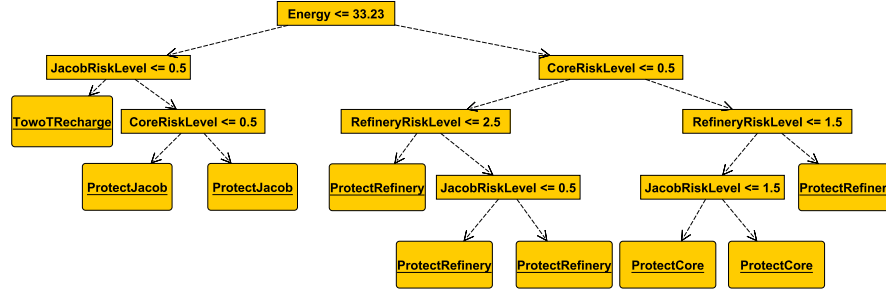 Energy <= 33.23
JacobRiskLevel <= 0.5
CoreRiskLevel <= 0.5
TowoTRecharge
CoreRiskLevel <= 0.5
RefineryRiskLevel <= 2.5
RefineryRiskLevel <= 1.5
ProtectJacob
ProtectJacob
ProtectRefinery
JacobRiskLevel <= 0.5
JacobRiskLevel <= 1.5
ProtectRefiner
ProtectRefinery
ProtectRefinery
ProtectCore
ProtectCore